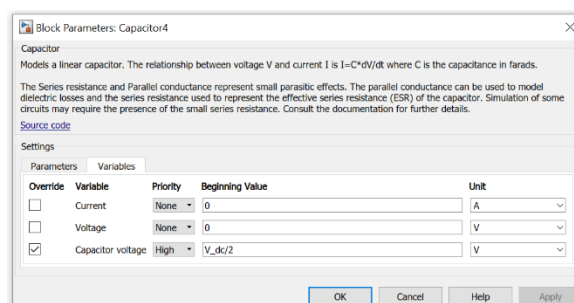 Block Parameters: Capacitor4
Capacitor
Models a linear capacitor. The relationship between voltage V and current I is I=C*dV/dt where C is the capacitance in farads.
The Series resistance and Parallel conductance represent small parasitic effects. The parallel conductance can be used to model
dielectric losses and the series resistance used to represent the effective series resistance (ESR) of the capacitor. Simulation of some
circuits may require the presence of the small series resistance. Consult the documentation for further details.
Source code
Settings
Parameters Variables
Override Variable Priority Beginning Value Unit
Current None 0 A
Voltage None 0 V
Capacitor voltage High V_dc/2 V
OK Cancel Help Apply